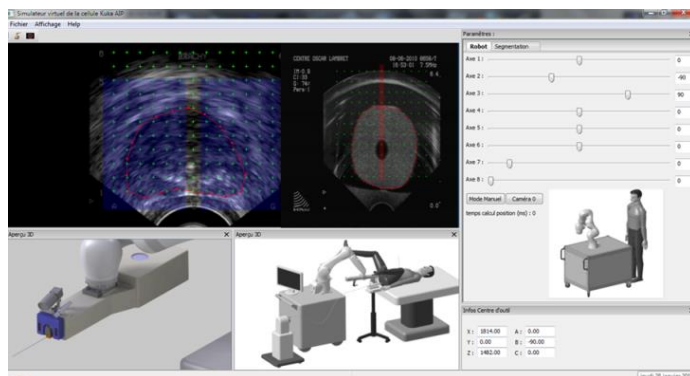 Simulateur virtuel de la cellule Kuka AIP
Fichier Affichage Help
CENTRE OSCAR LAMBRET
7.5Mhz
Paramètres :
Robot Segmentation
Axe 1 : 0
Axe 2 : -90
Axe 3 : 90
Axe 4 : 0
Axe 5 : 0
Axe 6 : 0
Axe 7 : 0
Axe 8 : 0
Mode Manuel Caméra 0
temps calcul position (ms) : 0
Aperçu 3D X Aperçu 3D X
Infos Centre d'outil
X : 1814.00 A : 0.00
Y : 0.00 B : -90.00
Z : 1482.00 C : 0.00